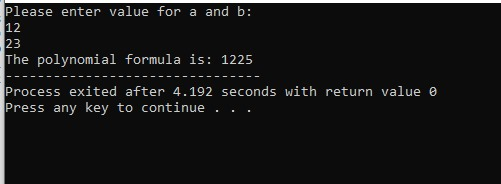 Please enter value for a and b:
12
23
The polynomial formula is: 1225
--------------------------------
Process exited after 4.192 seconds with return value 0
Press any key to continue . . .